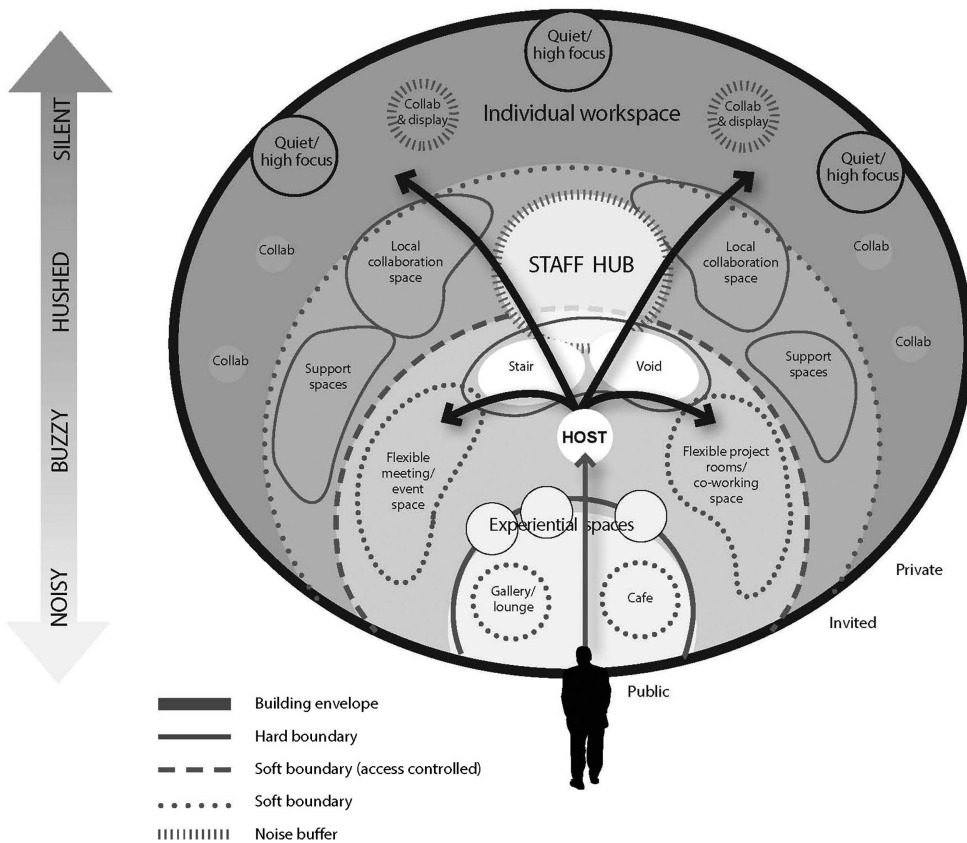 Quiet/
high focus
Collab
& display
Individual workspace
Collab
& display
Quiet/
high focus
Quiet/
high focus
SILENT
HUSHED
BUZZY
NOISY
Collab
Local
collaboration
space
STAFF HUB
Local
collaboration
space
Collab
Collab
Support
spaces
Stair
Void
Support
spaces
Collab
HOST
Flexible
meeting/
event
space
Flexible project
rooms/
co-working
space
Experiential spaces
Gallery/
lounge
Cafe
Private
Invited
Public
Building envelope
Hard boundary
Soft boundary (access controlled)
Soft boundary
Noise buffer